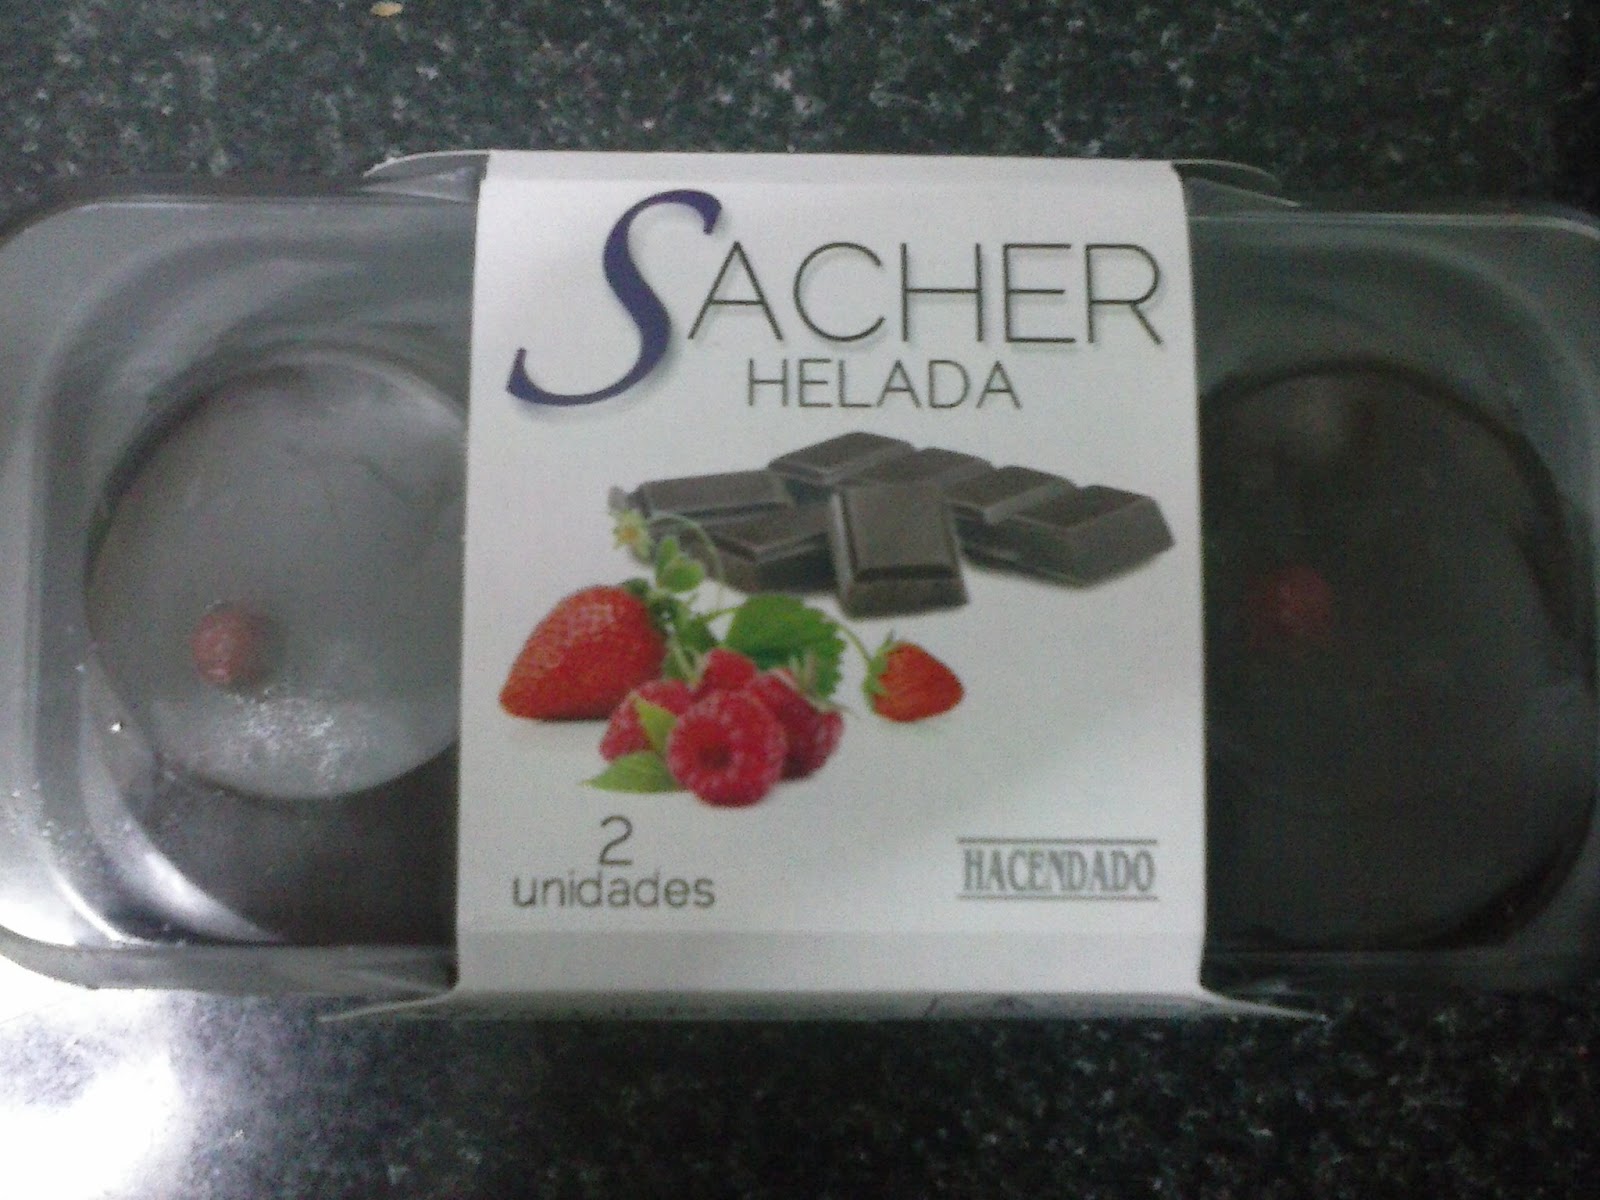 SACHER
HELADA
2
unidades
HACENDADO